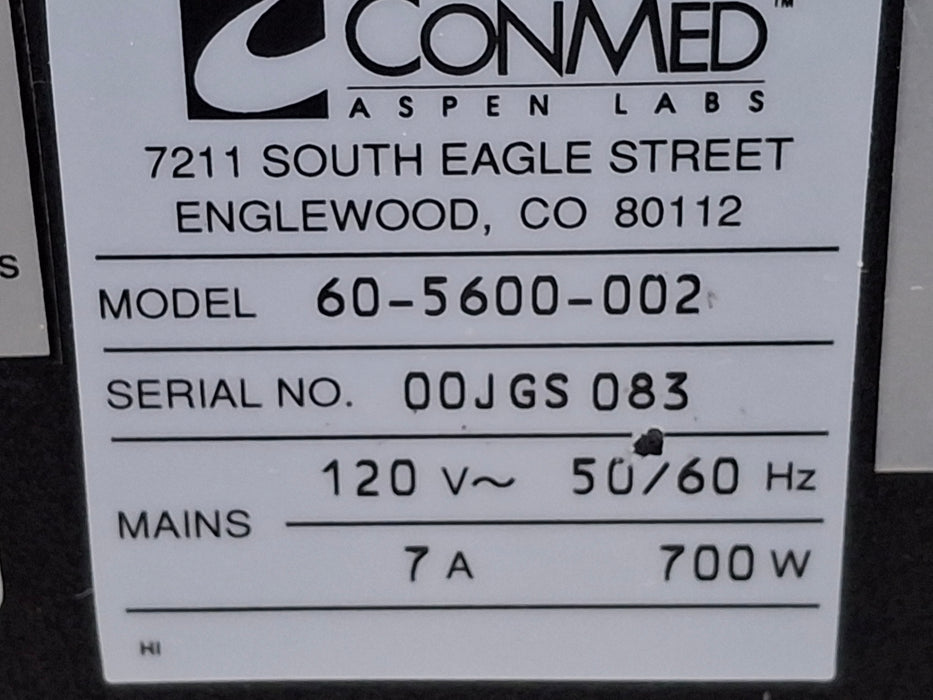 CONMED™
ASPEN LABS
7211 SOUTH EAGLE STREET
ENGLEWOOD, CO 80112
S
MODEL 60-5600-002
SERIAL NO. 00JGS 083
120 V~ 50/60 Hz
MAINS
7 A 700 W
HI